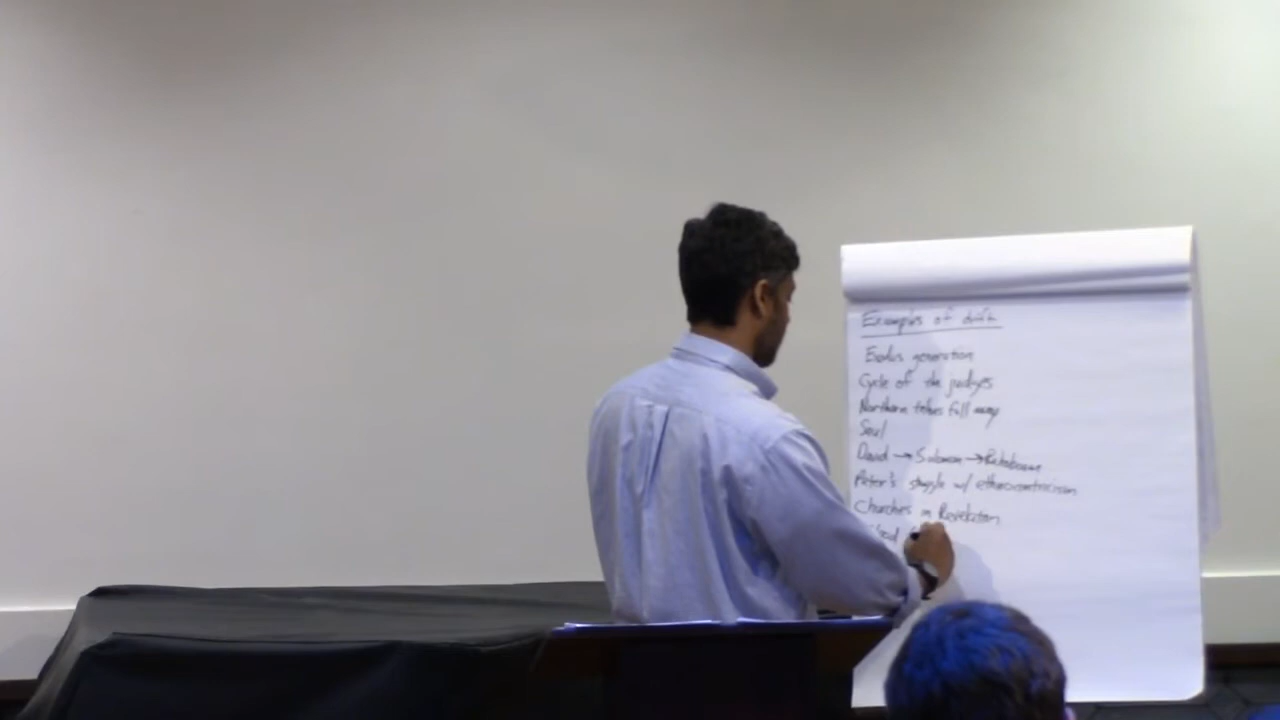 Examples of drift
Exodus generation
Cycle of the judges
Northern tribes fall away
Saul
David → Solomon → Rehoboam
Peter's struggle w/ ethnocentricism
Churches in Revelation